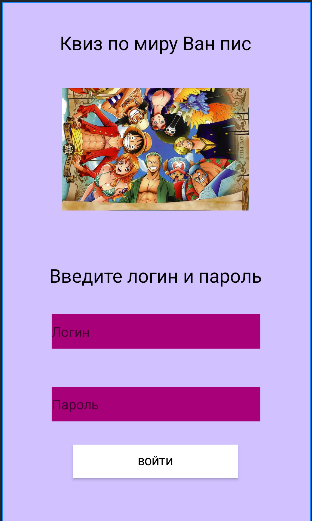 Квиз по миру Ван пис
Введите логин и пароль
Логин
Пароль
войти